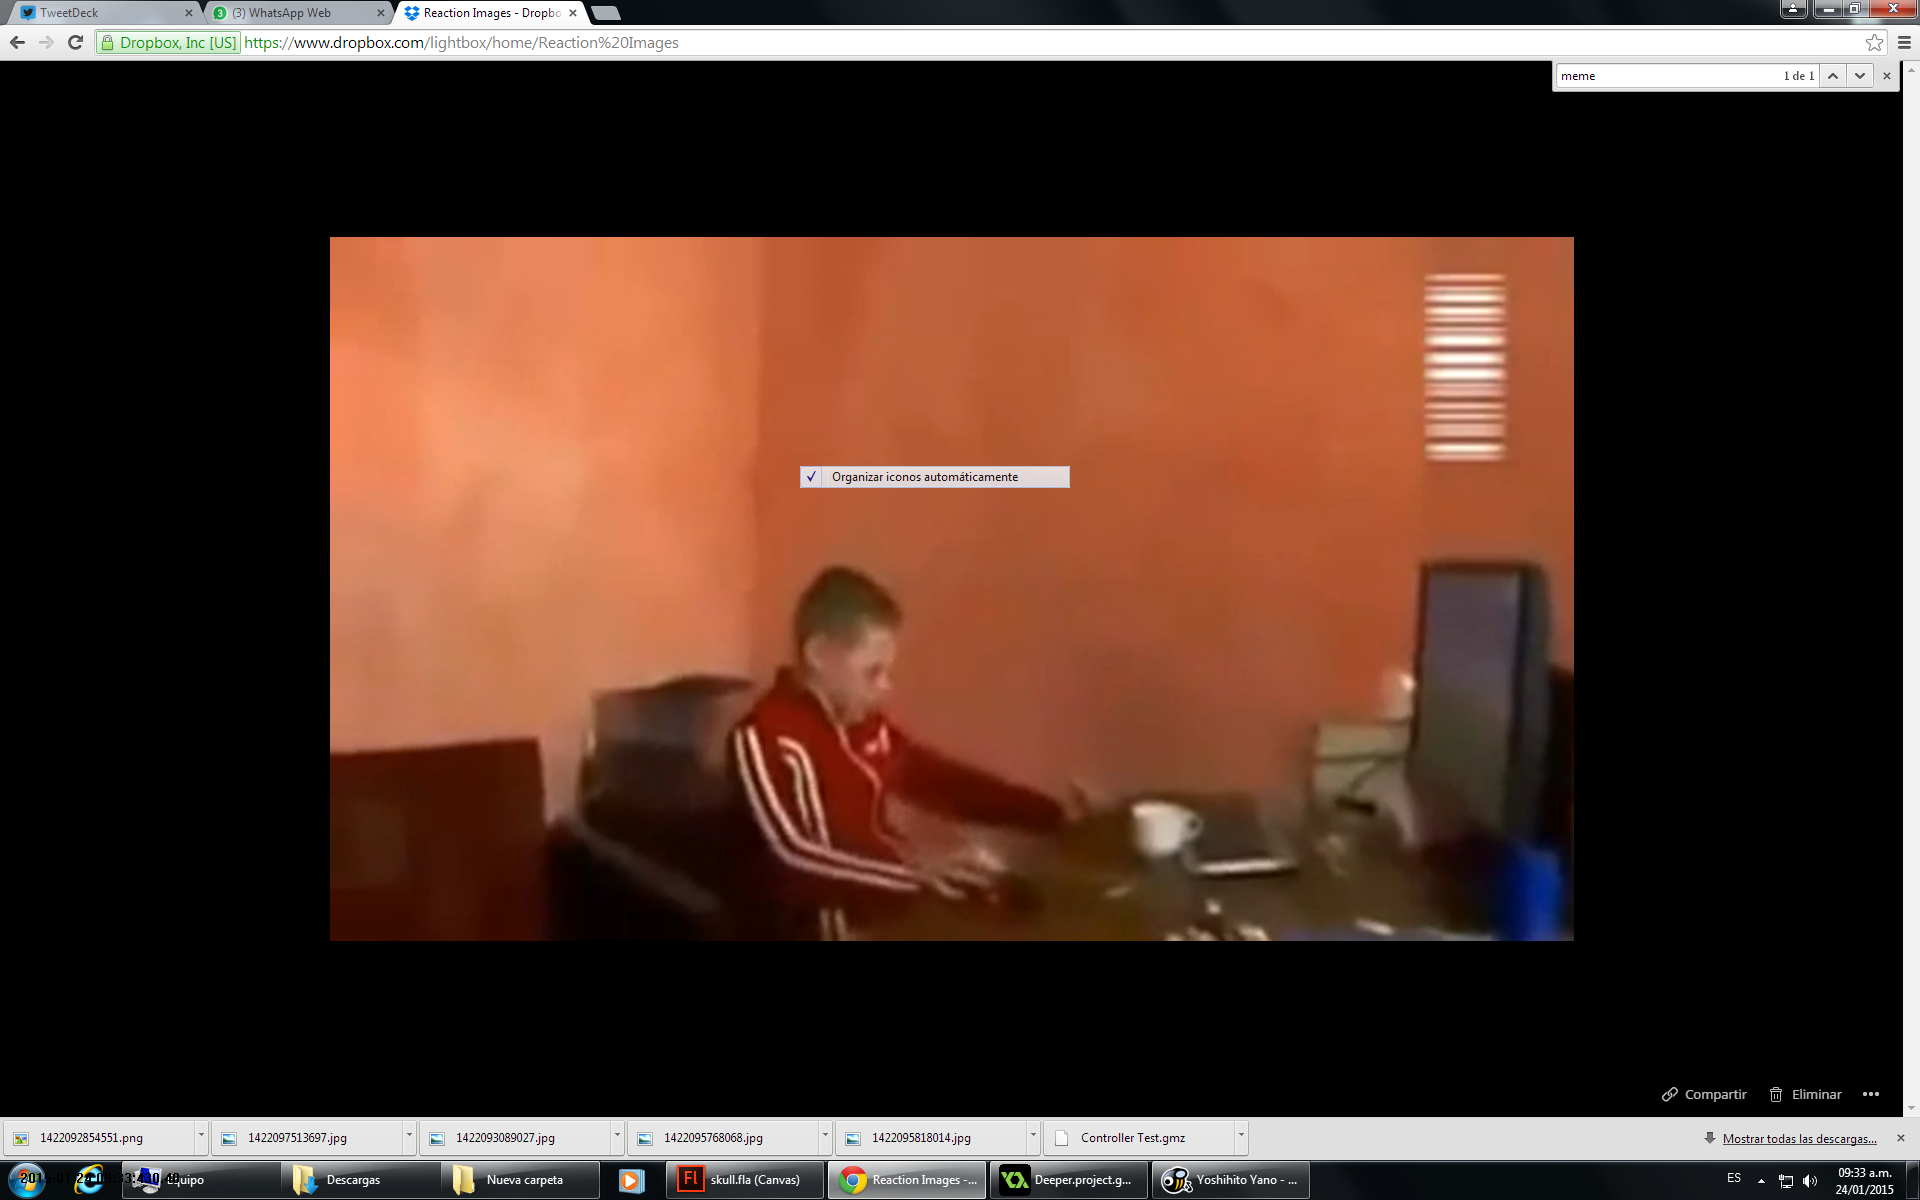 TweetDeck
(3) WhatsApp Web
3
Reaction Images - Dropbo
Dropbox, Inc [US]
https://www.dropbox.com/lightbox/home/Reaction%20Images
meme
1 de 1
Organizar iconos automáticamente
Compartir
Eliminar
1422092854551.png
1422097513697.jpg
1422093089027.jpg
1422095768068.jpg
1422095818014.jpg
Controller Test.gmz
Mostrar todas las descargas...
Equipo
Descargas
Nueva carpeta
Fl
skull.fla (Canvas)
Reaction Images -...
Deeper.project.g...
Yoshihito Yano - ...
ES
09:33 a.m.
24/01/2015